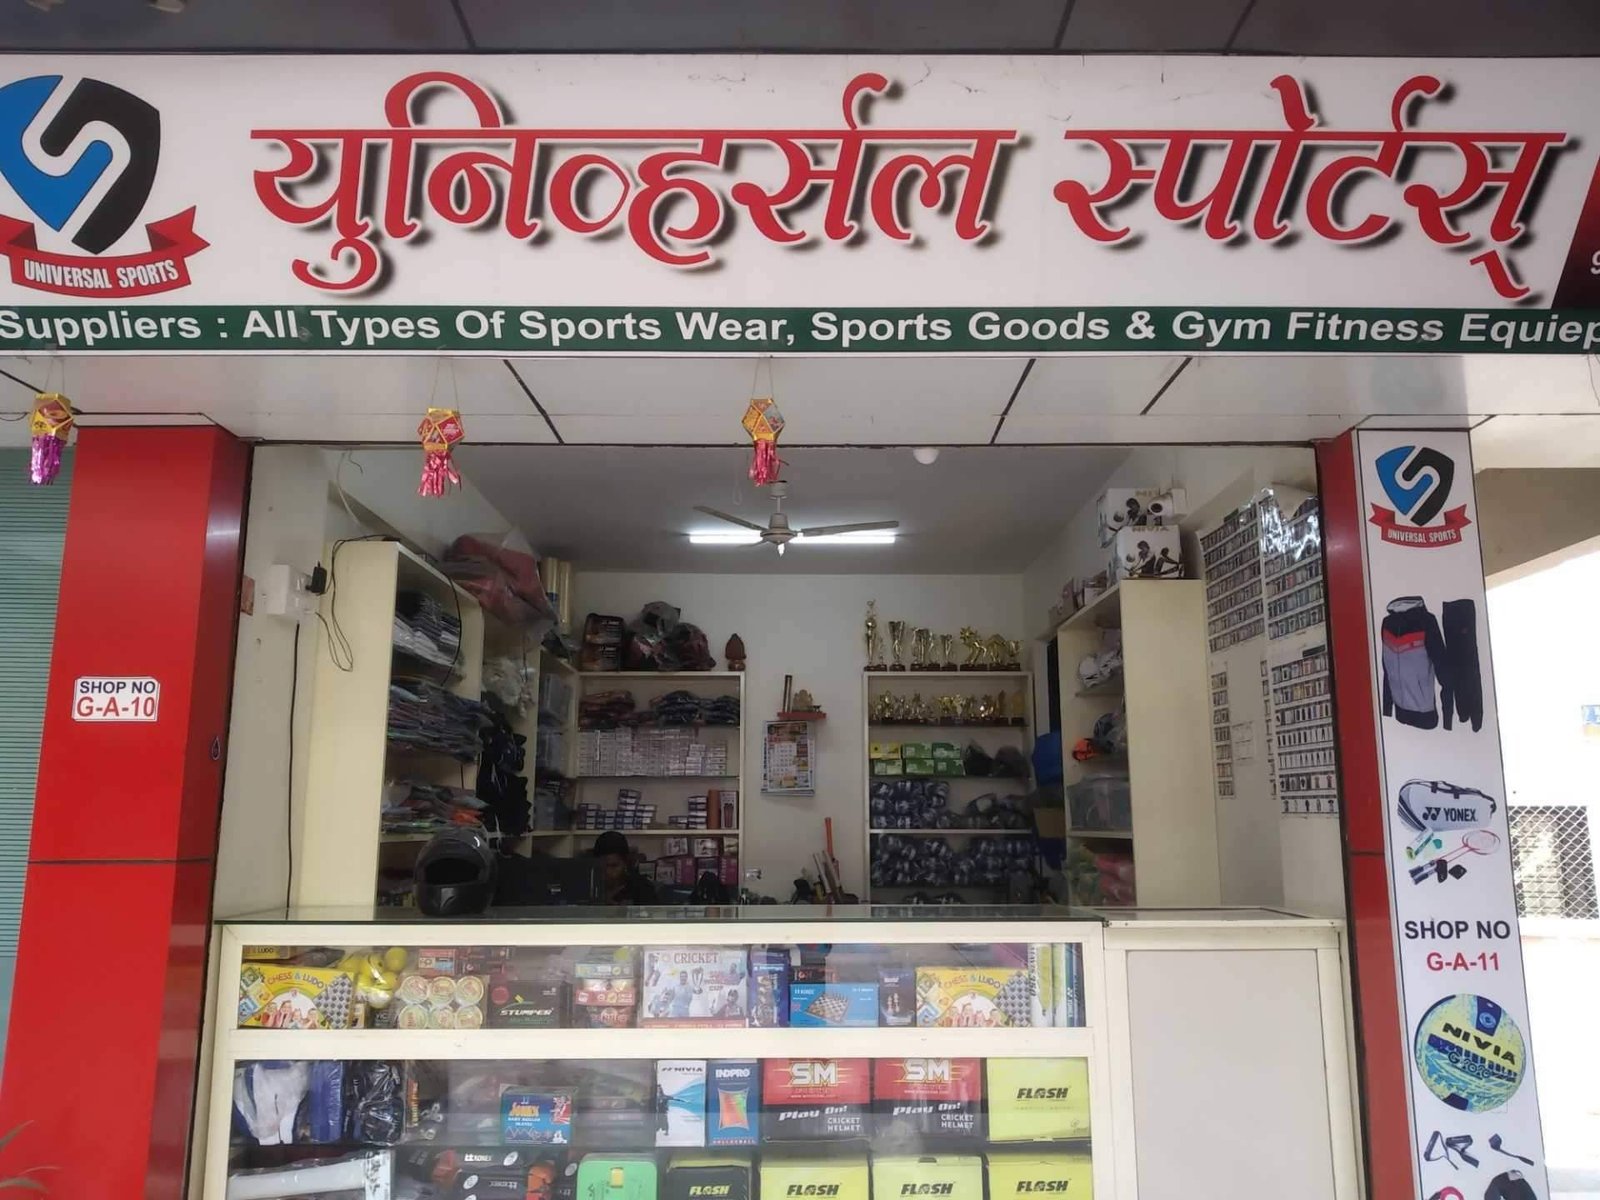 युनिव्हर्सल स्पोर्टस्
UNIVERSAL SPORTS
Suppliers : All Types Of Sports Wear, Sports Goods & Gym Fitness Equiep
UNIVERSAL SPORTS
SHOP NO
G-A-10
NIVIA
YONEX
SHOP NO
G-A-11
NIVIA
CHESS & LUDO
STUMPER
CRICKET
CHESS & LUDO
NIVIA
INDPRO
SM
Play On!
CRICKET
HELMET
SM
Play On!
CRICKET
HELMET
FLASH
FLASH
FLASH
FLASH
FLASH